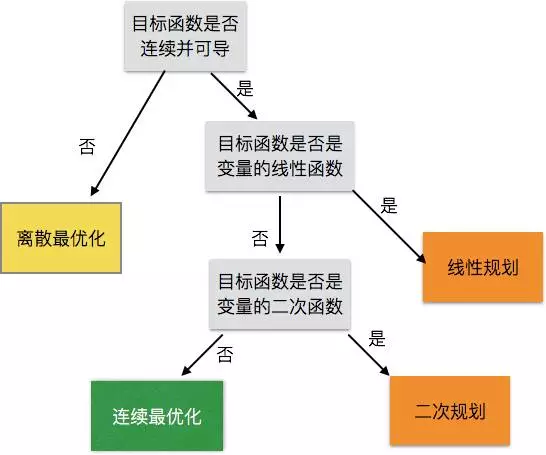 目标函数是否
连续并可导
是
否
目标函数是否是
变量的线性函数
是
离散最优化
否
线性规划
目标函数是否是
变量的二次函数
否
是
连续最优化
二次规划